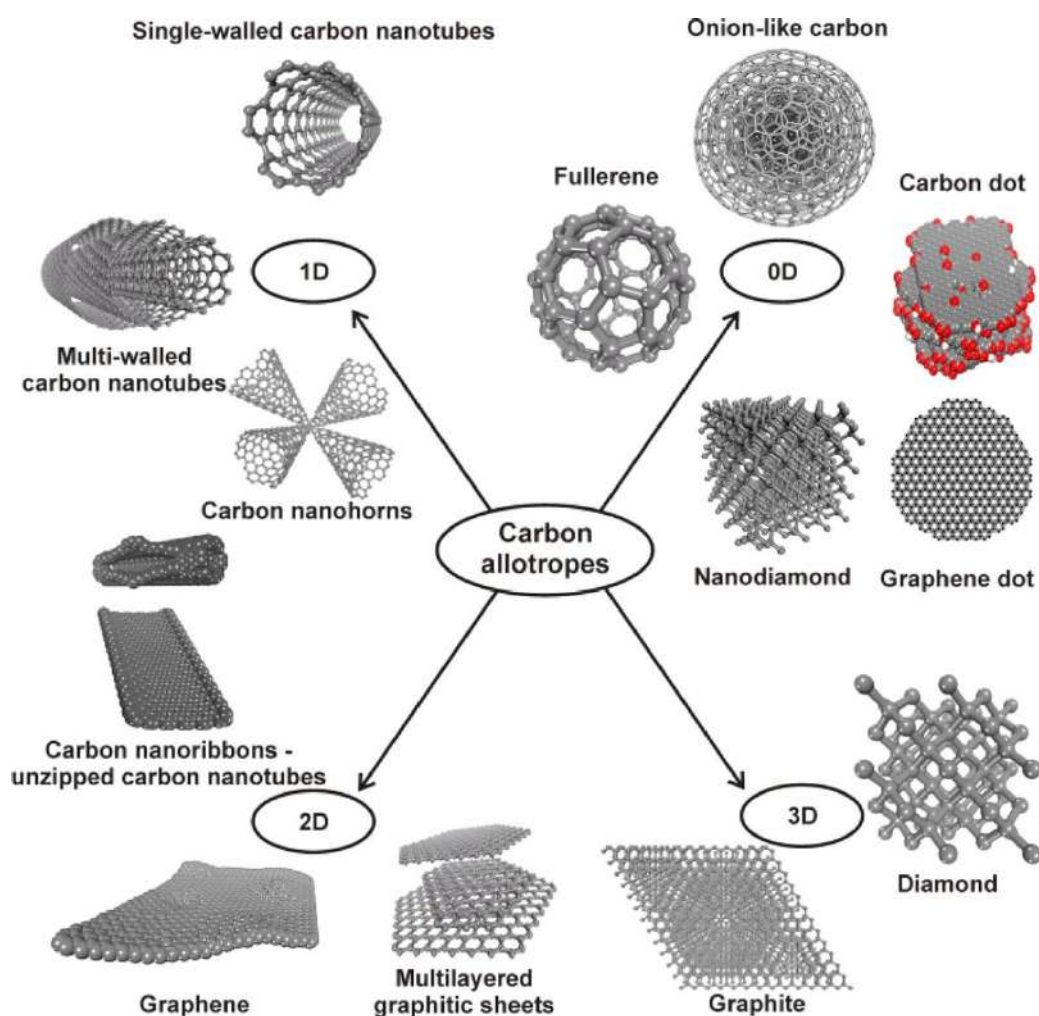 Single-walled carbon nanotubes
Onion-like carbon
Fullerene
Carbon dot
1D
0D
Multi-walled
carbon nanotubes
Carbon nanohorns
Carbon
allotropes
Nanodiamond
Graphene dot
Carbon nanoribbons -
unzipped carbon nanotubes
2D
3D
Diamond
Graphene
Multilayered
graphitic sheets
Graphite